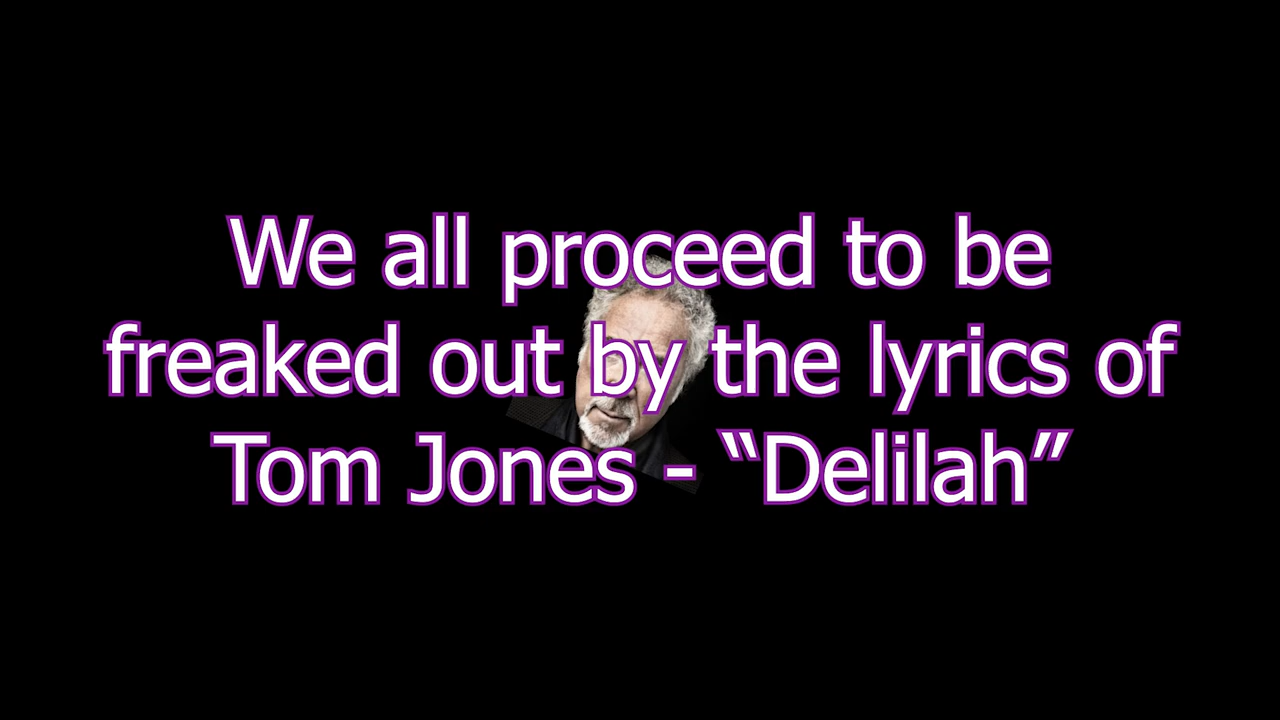 We all proceed to be
freaked out by the lyrics of
Tom Jones - “Delilah”